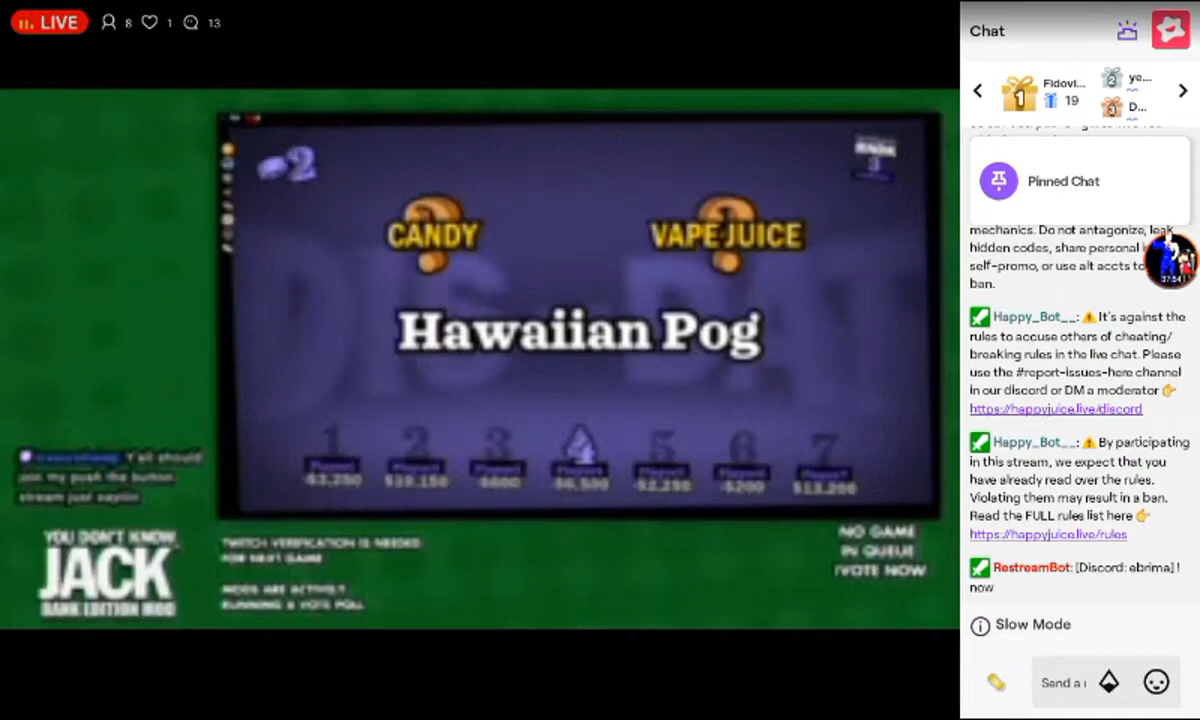 LIVE
8
1
13
2
CANDY
VAPE JUICE
Hawaiian Pog
1
2
3
5
6
7
-$3,250
$19,150
-$600
-$6,500
-$2,250
-$200
$13,200
Y'all should
join my push the button
stream just sayin
YOU DON'T KNOW
JACK
BANK EDITION MOD
TWITCH VERIFICATION IS NEEDED
FOR NEXT GAME
MODS ARE ACTIVELY
RUNNING A VOTE POLL
NO GAME
IN QUEUE
!VOTE NOW
Chat
1
Fidovi...
19
2
ye...
3
D...
Pinned Chat
mechanics. Do not antagonize, leak
hidden codes, share personal
self-promo, or use alt accts to
ban.
37:54
Happy_Bot__: ⚠️ It's against the
rules to accuse others of cheating/
breaking rules in the live chat. Please
use the #report-issues-here channel
in our discord or DM a moderator 👉
https://happyjuice.live/discord
Happy_Bot__: ⚠️ By participating
in this stream, we expect that you
have already read over the rules.
Violating them may result in a ban.
Read the FULL rules list here 👉
https://happyjuice.live/rules
RestreamBot: [Discord: ebrima] !
now
Slow Mode
Send a